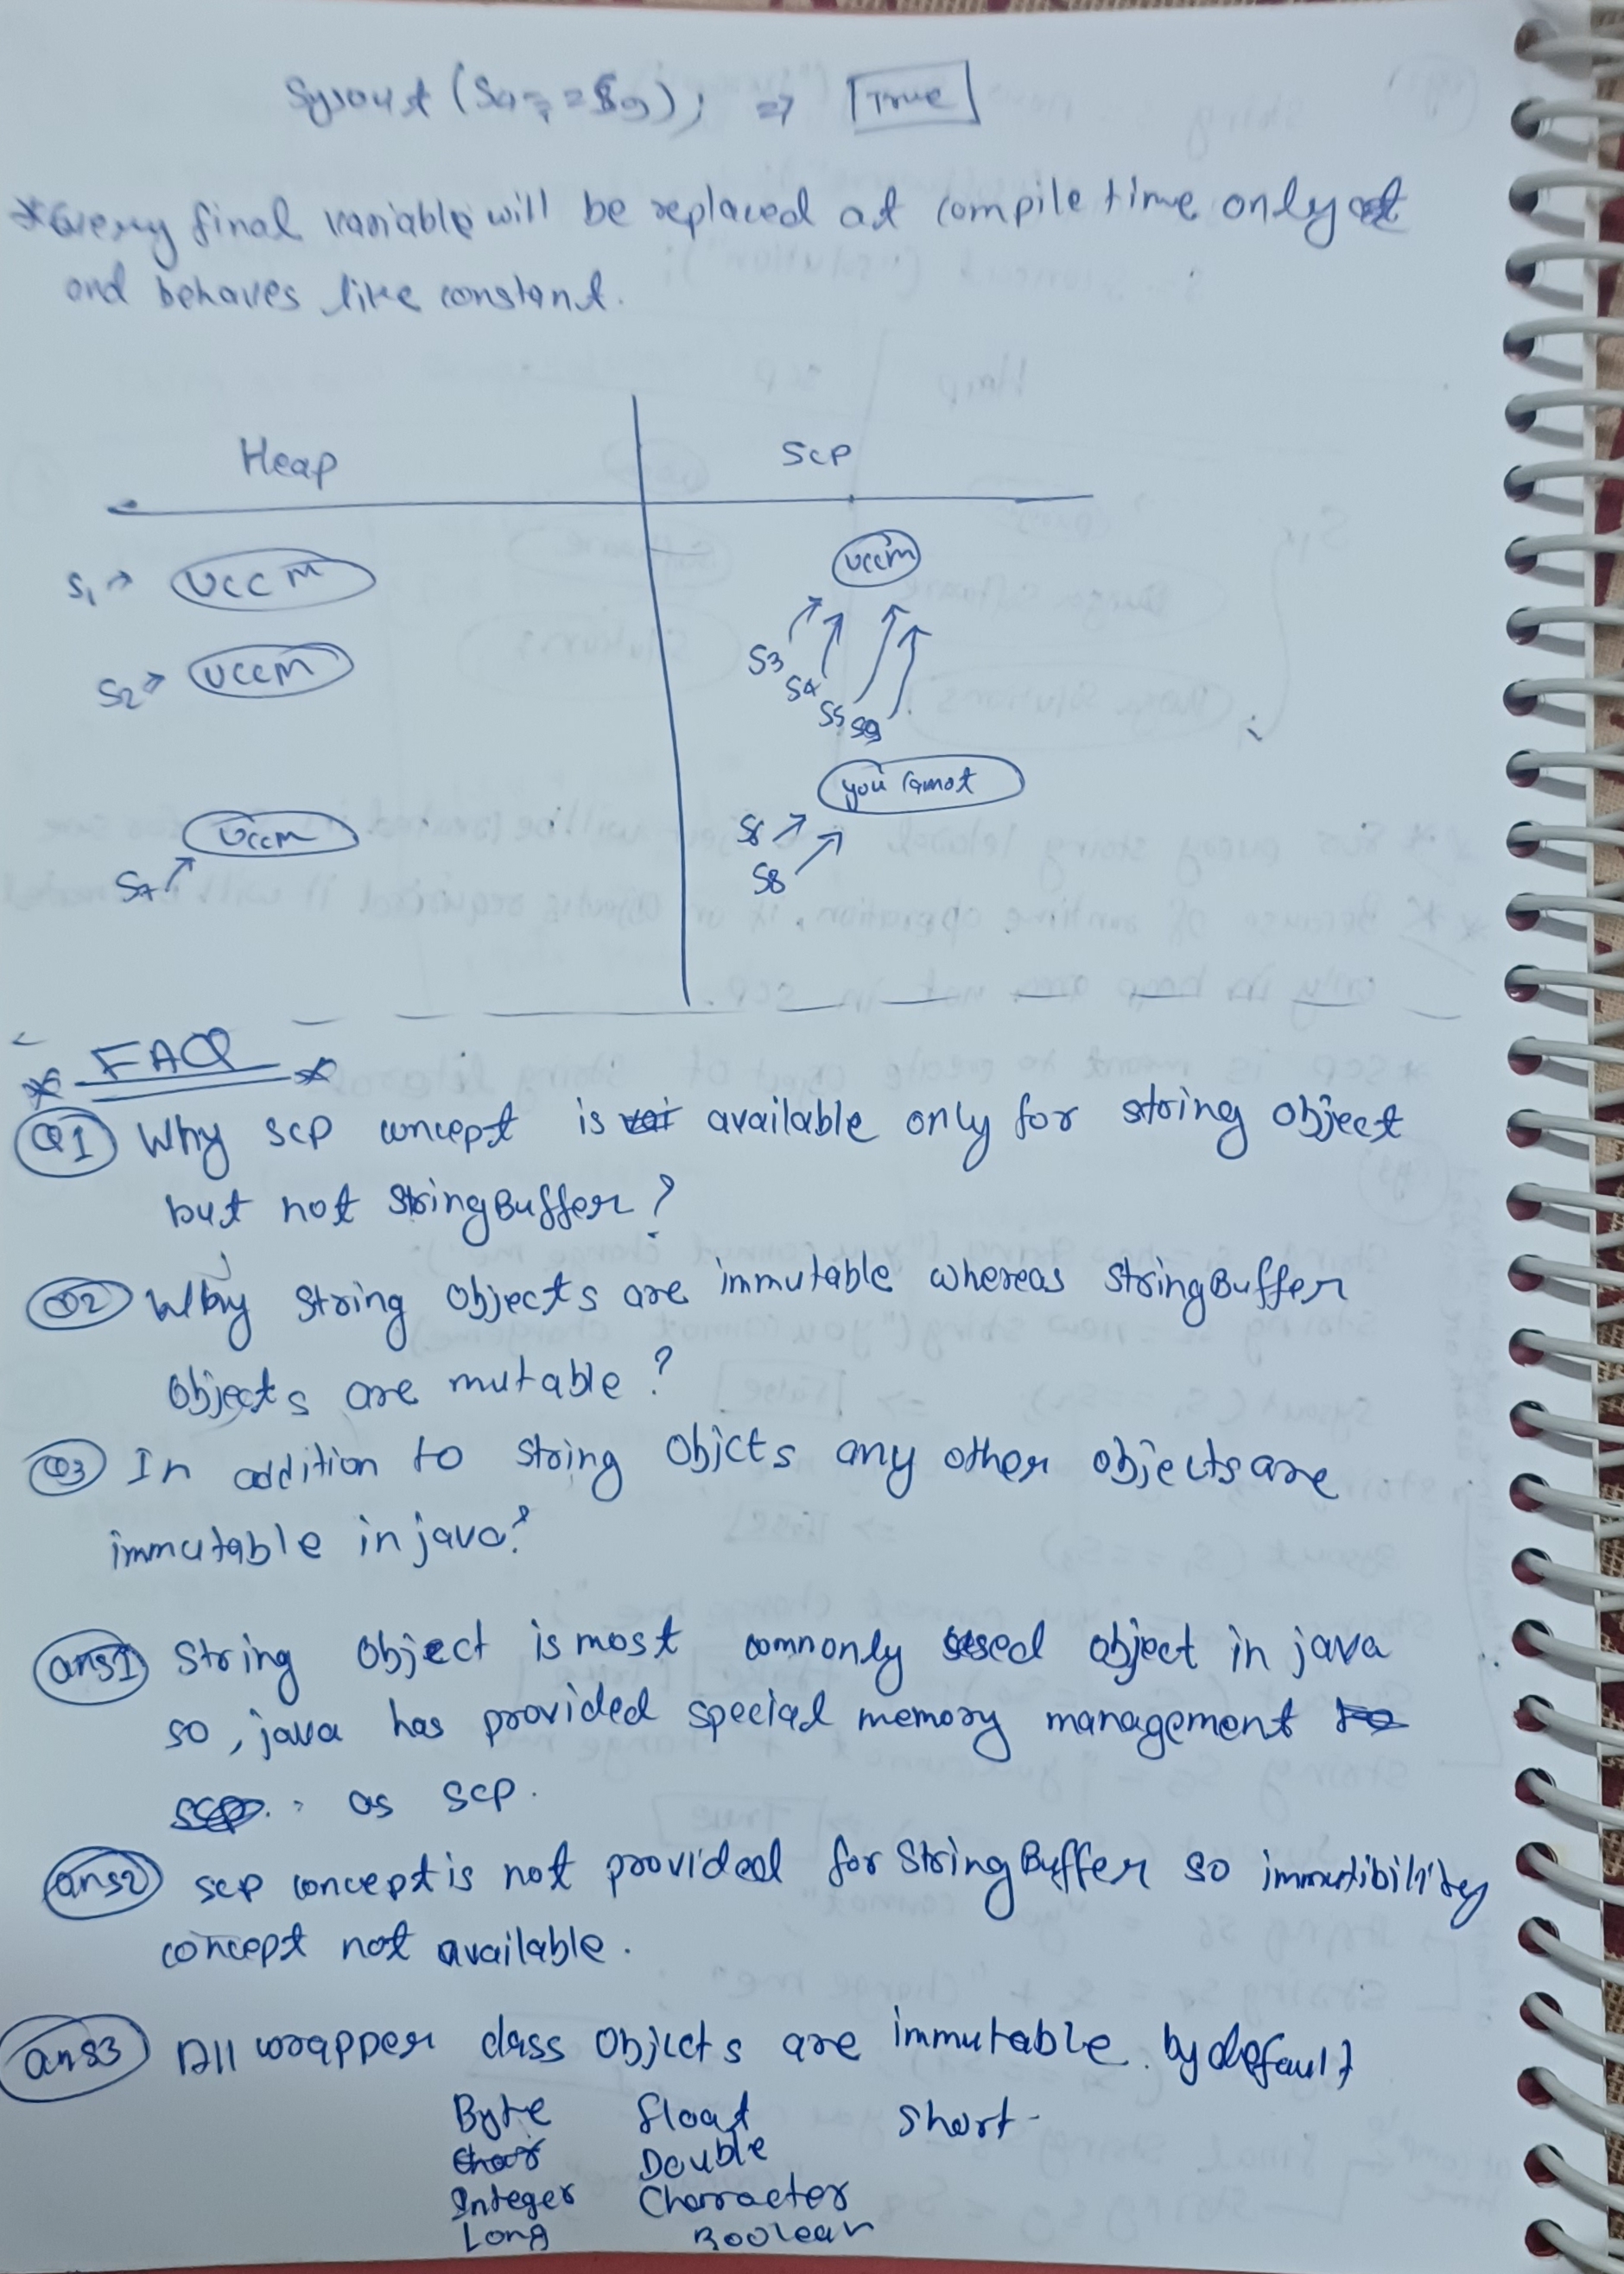 Sysout (S4 == S9); => True
*Every final variable will be replaced at compile time only
and behaves like constant.
Heap SCP
S1 → UCCM
UCCM
S2 → UCCM
S3
S4
S5 S9
you cannot
UCCM
S6
S7
S8
* FAQ *
Q1 Why scp concept is available only for string object
but not StringBuffer?
Q2 Why string objects are immutable whereas StringBuffer
objects are mutable?
Q3 In addition to string Objcts any other objects are
immutable in java?
ans1 String Object is most commonly used object in java
so, java has provided special memory management
as SCP.
ans2 scp concept is not provided for StringBuffer so immutibility
concept not available.
ans3 All wrapper class Objects are immutable by default
Byte Float Short
Char Double
Integer Character
Long Boolean